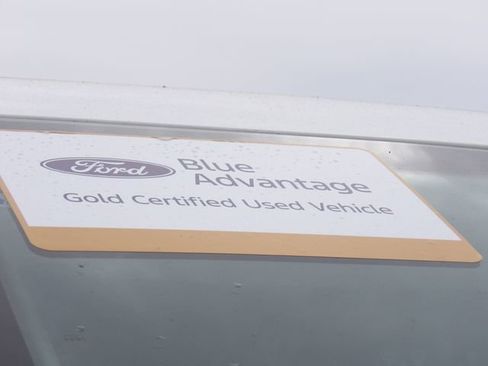 Ford Blue
Advantage
Gold Certified Used Vehicle